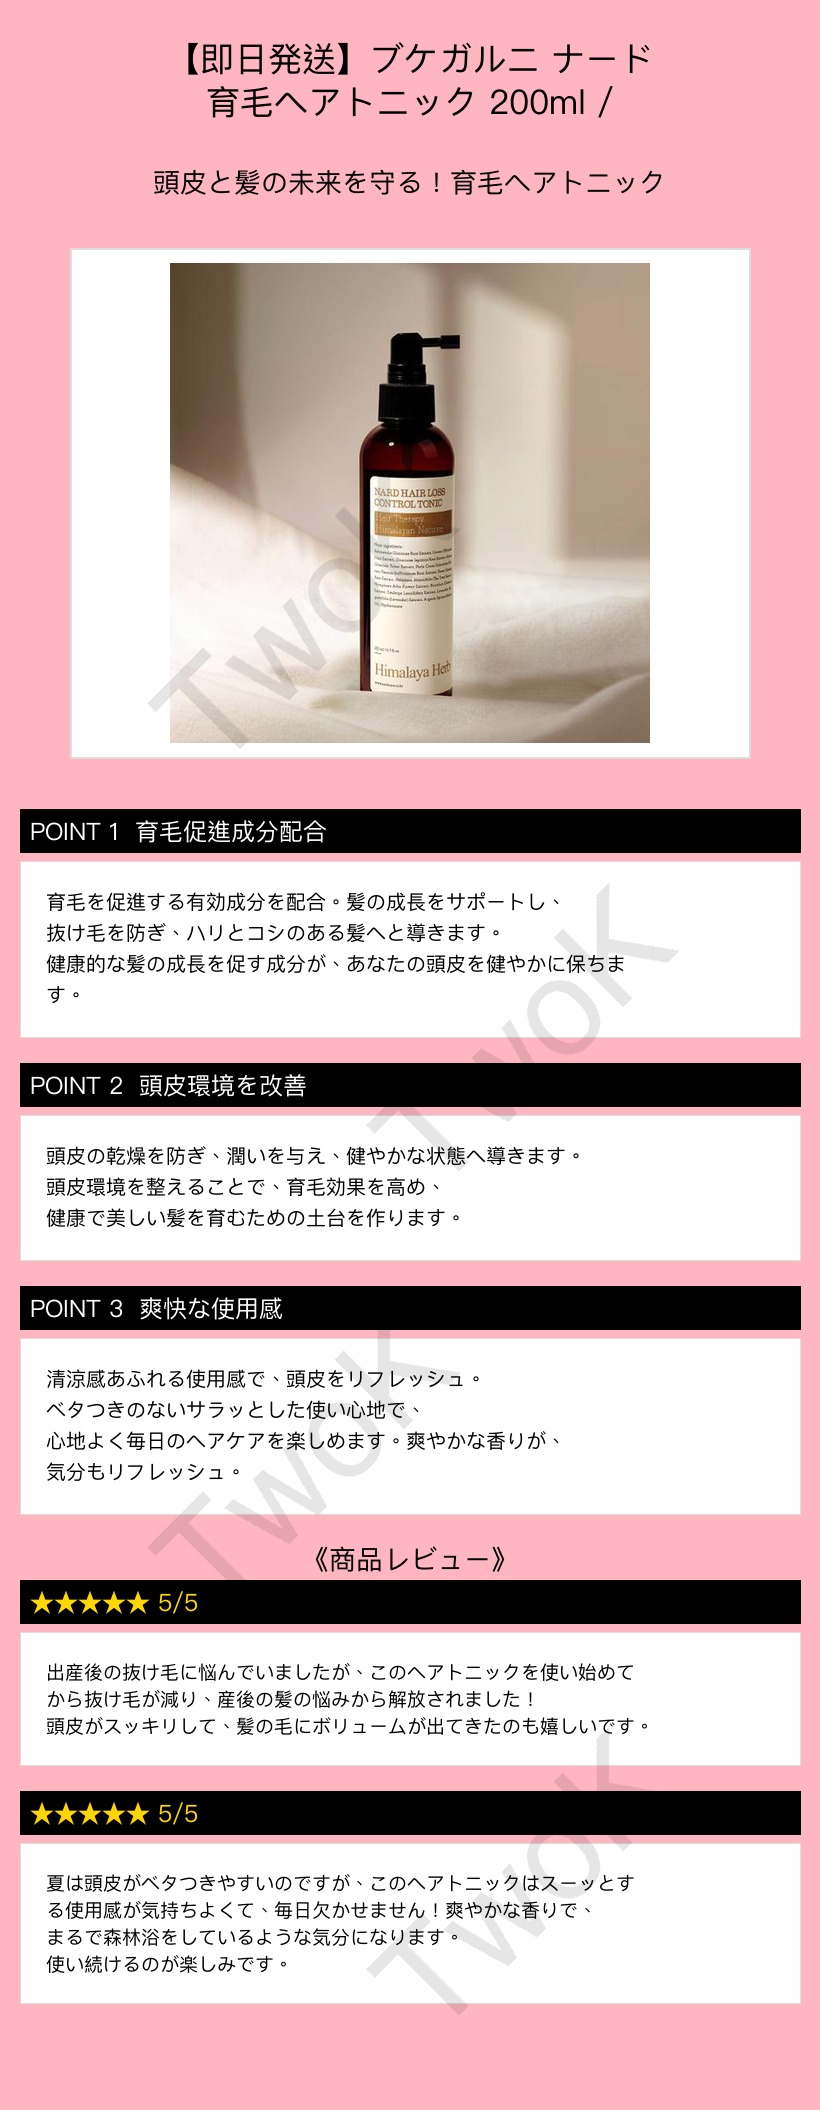 【即日発送】ブケガルニ ナード
育毛ヘアトニック 200ml /
頭皮と髪の未来を守る！育毛ヘアトニック
NARD HAIR LOSS
CONTROL TONIC
Hair Therapy
Himalayan Nature
Himalaya Herb
POINT 1 育毛促進成分配合
育毛を促進する有効成分を配合。髪の成長をサポートし、
抜け毛を防ぎ、ハリとコシのある髪へと導きます。
健康的な髪の成長を促す成分が、あなたの頭皮を健やかに保ちま
す。
POINT 2 頭皮環境を改善
頭皮の乾燥を防ぎ、潤いを与え、健やかな状態へ導きます。
頭皮環境を整えることで、育毛効果を高め、
健康で美しい髪を育むための土台を作ります。
POINT 3 爽快な使用感
清涼感あふれる使用感で、頭皮をリフレッシュ。
ベタつきのないサラッとした使い心地で、
心地よく毎日のヘアケアを楽しめます。爽やかな香りが、
気分もリフレッシュ。
《商品レビュー》
★★★★★ 5/5
出産後の抜け毛に悩んでいましたが、このヘアトニックを使い始めて
から抜け毛が減り、産後の髪の悩みから解放されました！
頭皮がスッキリして、髪の毛にボリュームが出てきたのも嬉しいです。
★★★★★ 5/5
夏は頭皮がベタつきやすいのですが、このヘアトニックはスーッとす
る使用感が気持ちよくて、毎日欠かせません！爽やかな香りで、
まるで森林浴をしているような気分になります。
使い続けるのが楽しみです。
TwoK
TwoK
TwoK
TwoK